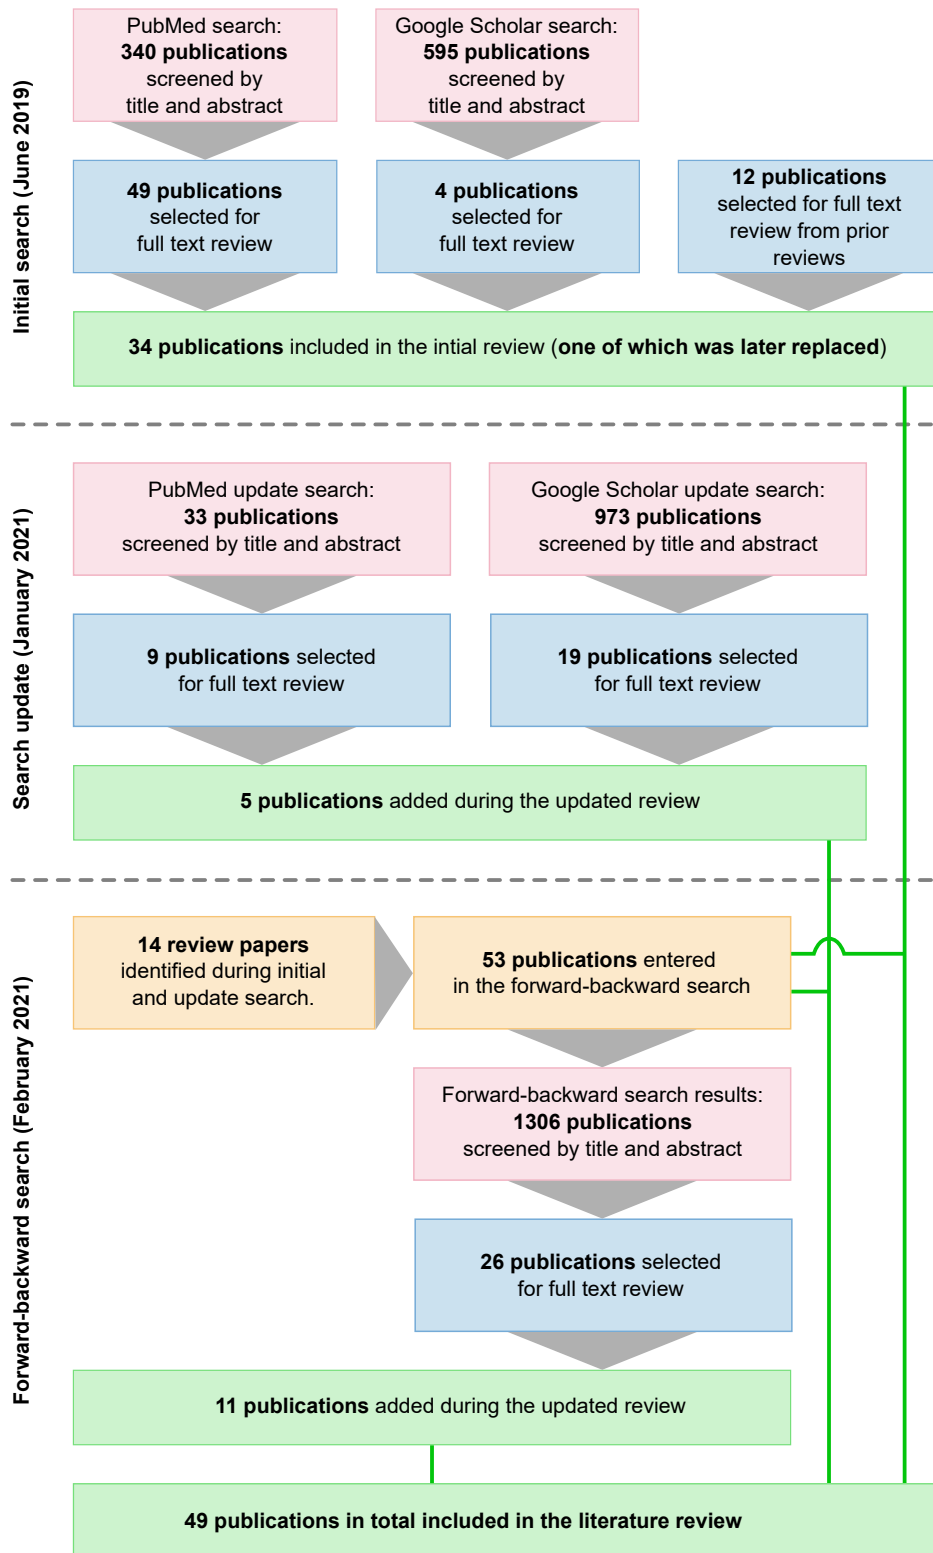 Initial search (June 2019)
PubMed search:
340 publications
screened by
title and abstract
Google Scholar search:
595 publications
screened by
title and abstract
49 publications
selected for
full text review
4 publications
selected for
full text review
12 publications
selected for full text
review from prior
reviews
34 publications included in the intial review (one of which was later replaced)
Search update (January 2021)
PubMed update search:
33 publications
screened by title and abstract
Google Scholar update search:
973 publications
screened by title and abstract
9 publications selected
for full text review
19 publications selected
for full text review
5 publications added during the updated review
Forward-backward search (February 2021)
14 review papers
identified during initial
and update search.
53 publications entered
in the forward-backward search
Forward-backward search results:
1306 publications
screened by title and abstract
26 publications selected
for full text review
11 publications added during the updated review
49 publications in total included in the literature review